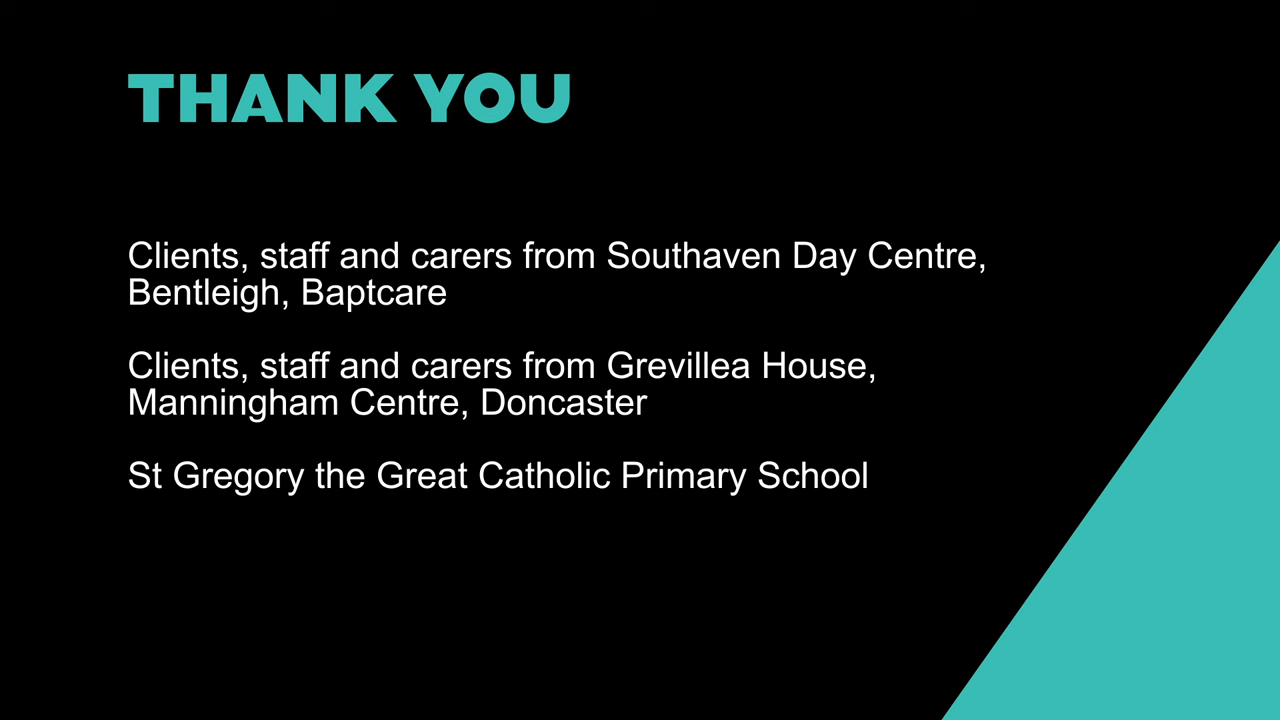 THANK YOU
Clients, staff and carers from Southaven Day Centre,
Bentleigh, Baptcare
Clients, staff and carers from Grevillea House,
Manningham Centre, Doncaster
St Gregory the Great Catholic Primary School